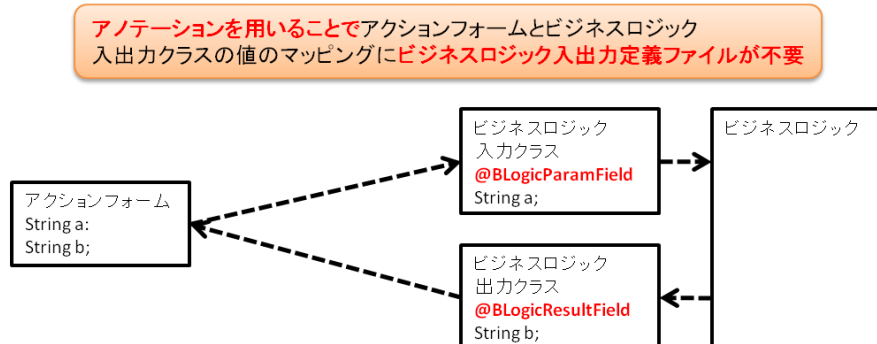 アノテーションを用いることでアクションフォームとビジネスロジック
入出力クラスの値のマッピングにビジネスロジック入出力定義ファイルが不要
アクションフォーム
String a:
String b;
ビジネスロジック
入力クラス
@BLogicParamField
String a;
ビジネスロジック
出力クラス
@BLogicResultField
String b;
ビジネスロジック